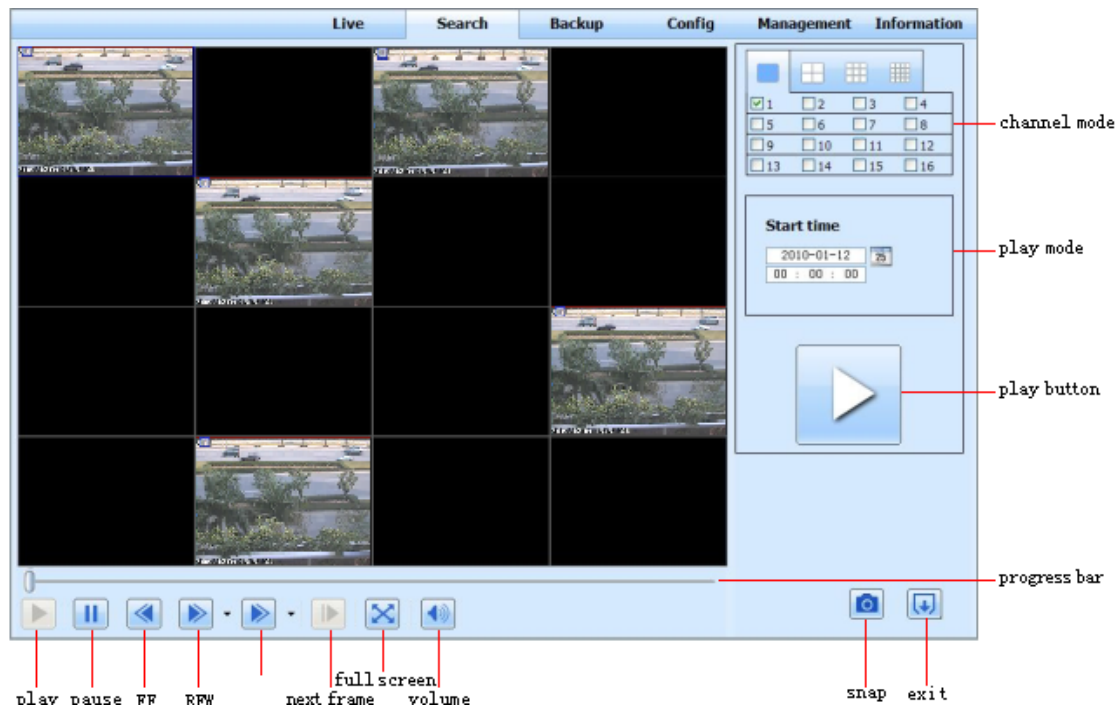 Live Search Backup Config Management Information
1 2 3 4
5 6 7 8
9 10 11 12
13 14 15 16
channel mode
Start time
2010-01-12
25
00 : 00 : 00
play mode
play button
progress bar
full screen
play pause FF REW next frame volume
snap exit